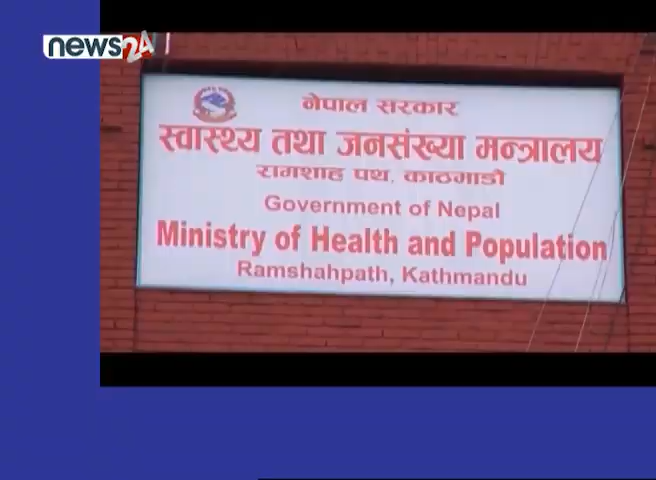 news24
नेपाल सरकार
स्वास्थ्य तथा जनसंख्या मन्त्रालय
रामशाह पथ, काठमाडौं
Government of Nepal
Ministry of Health and Population
Ramshahpath, Kathmandu